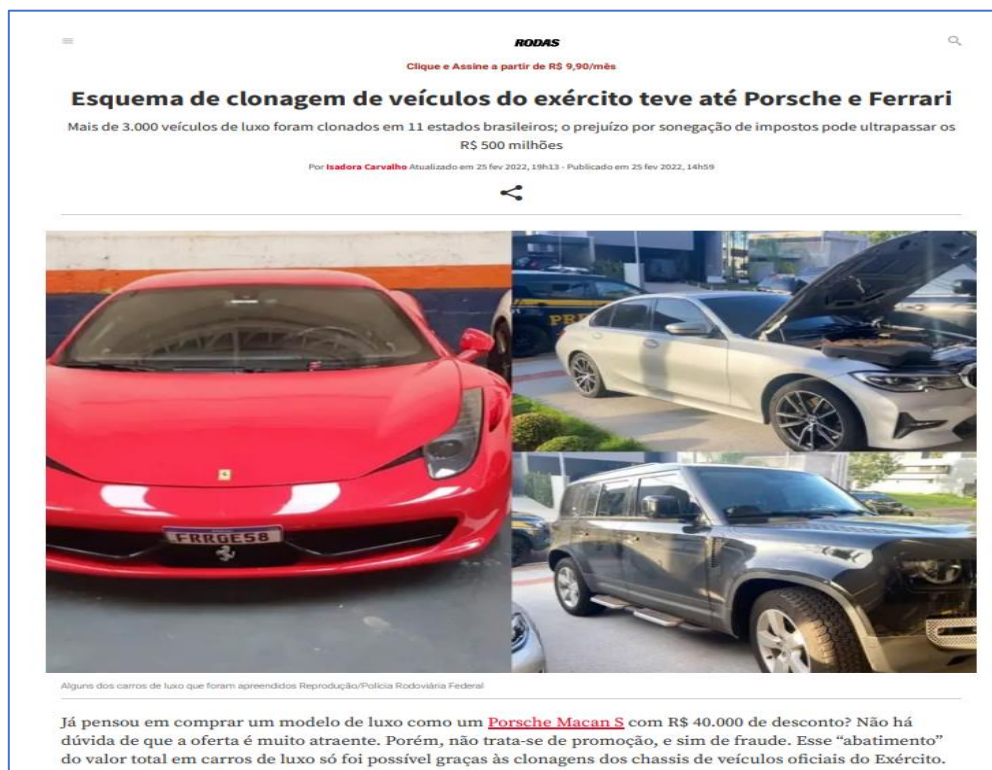 RODAS
Clique e Assine a partir de R$ 9,90/mês
Esquema de clonagem de veículos do exército teve até Porsche e Ferrari
Mais de 3.000 veículos de luxo foram clonados em 11 estados brasileiros; o prejuízo por sonegação de impostos pode ultrapassar os
R$ 500 milhões
Por Isadora Carvalho Atualizado em 25 fev 2022, 19h13 - Publicado em 25 fev 2022, 14h59
PR
FRRGE58
Alguns dos carros de luxo que foram apreendidos Reprodução/Polícia Rodoviária Federal
Já pensou em comprar um modelo de luxo como um Porsche Macan S com R$ 40.000 de desconto? Não há
dúvida de que a oferta é muito atraente. Porém, não trata-se de promoção, e sim de fraude. Esse “abatimento”
do valor total em carros de luxo só foi possível graças às clonagens dos chassis de veículos oficiais do Exército.